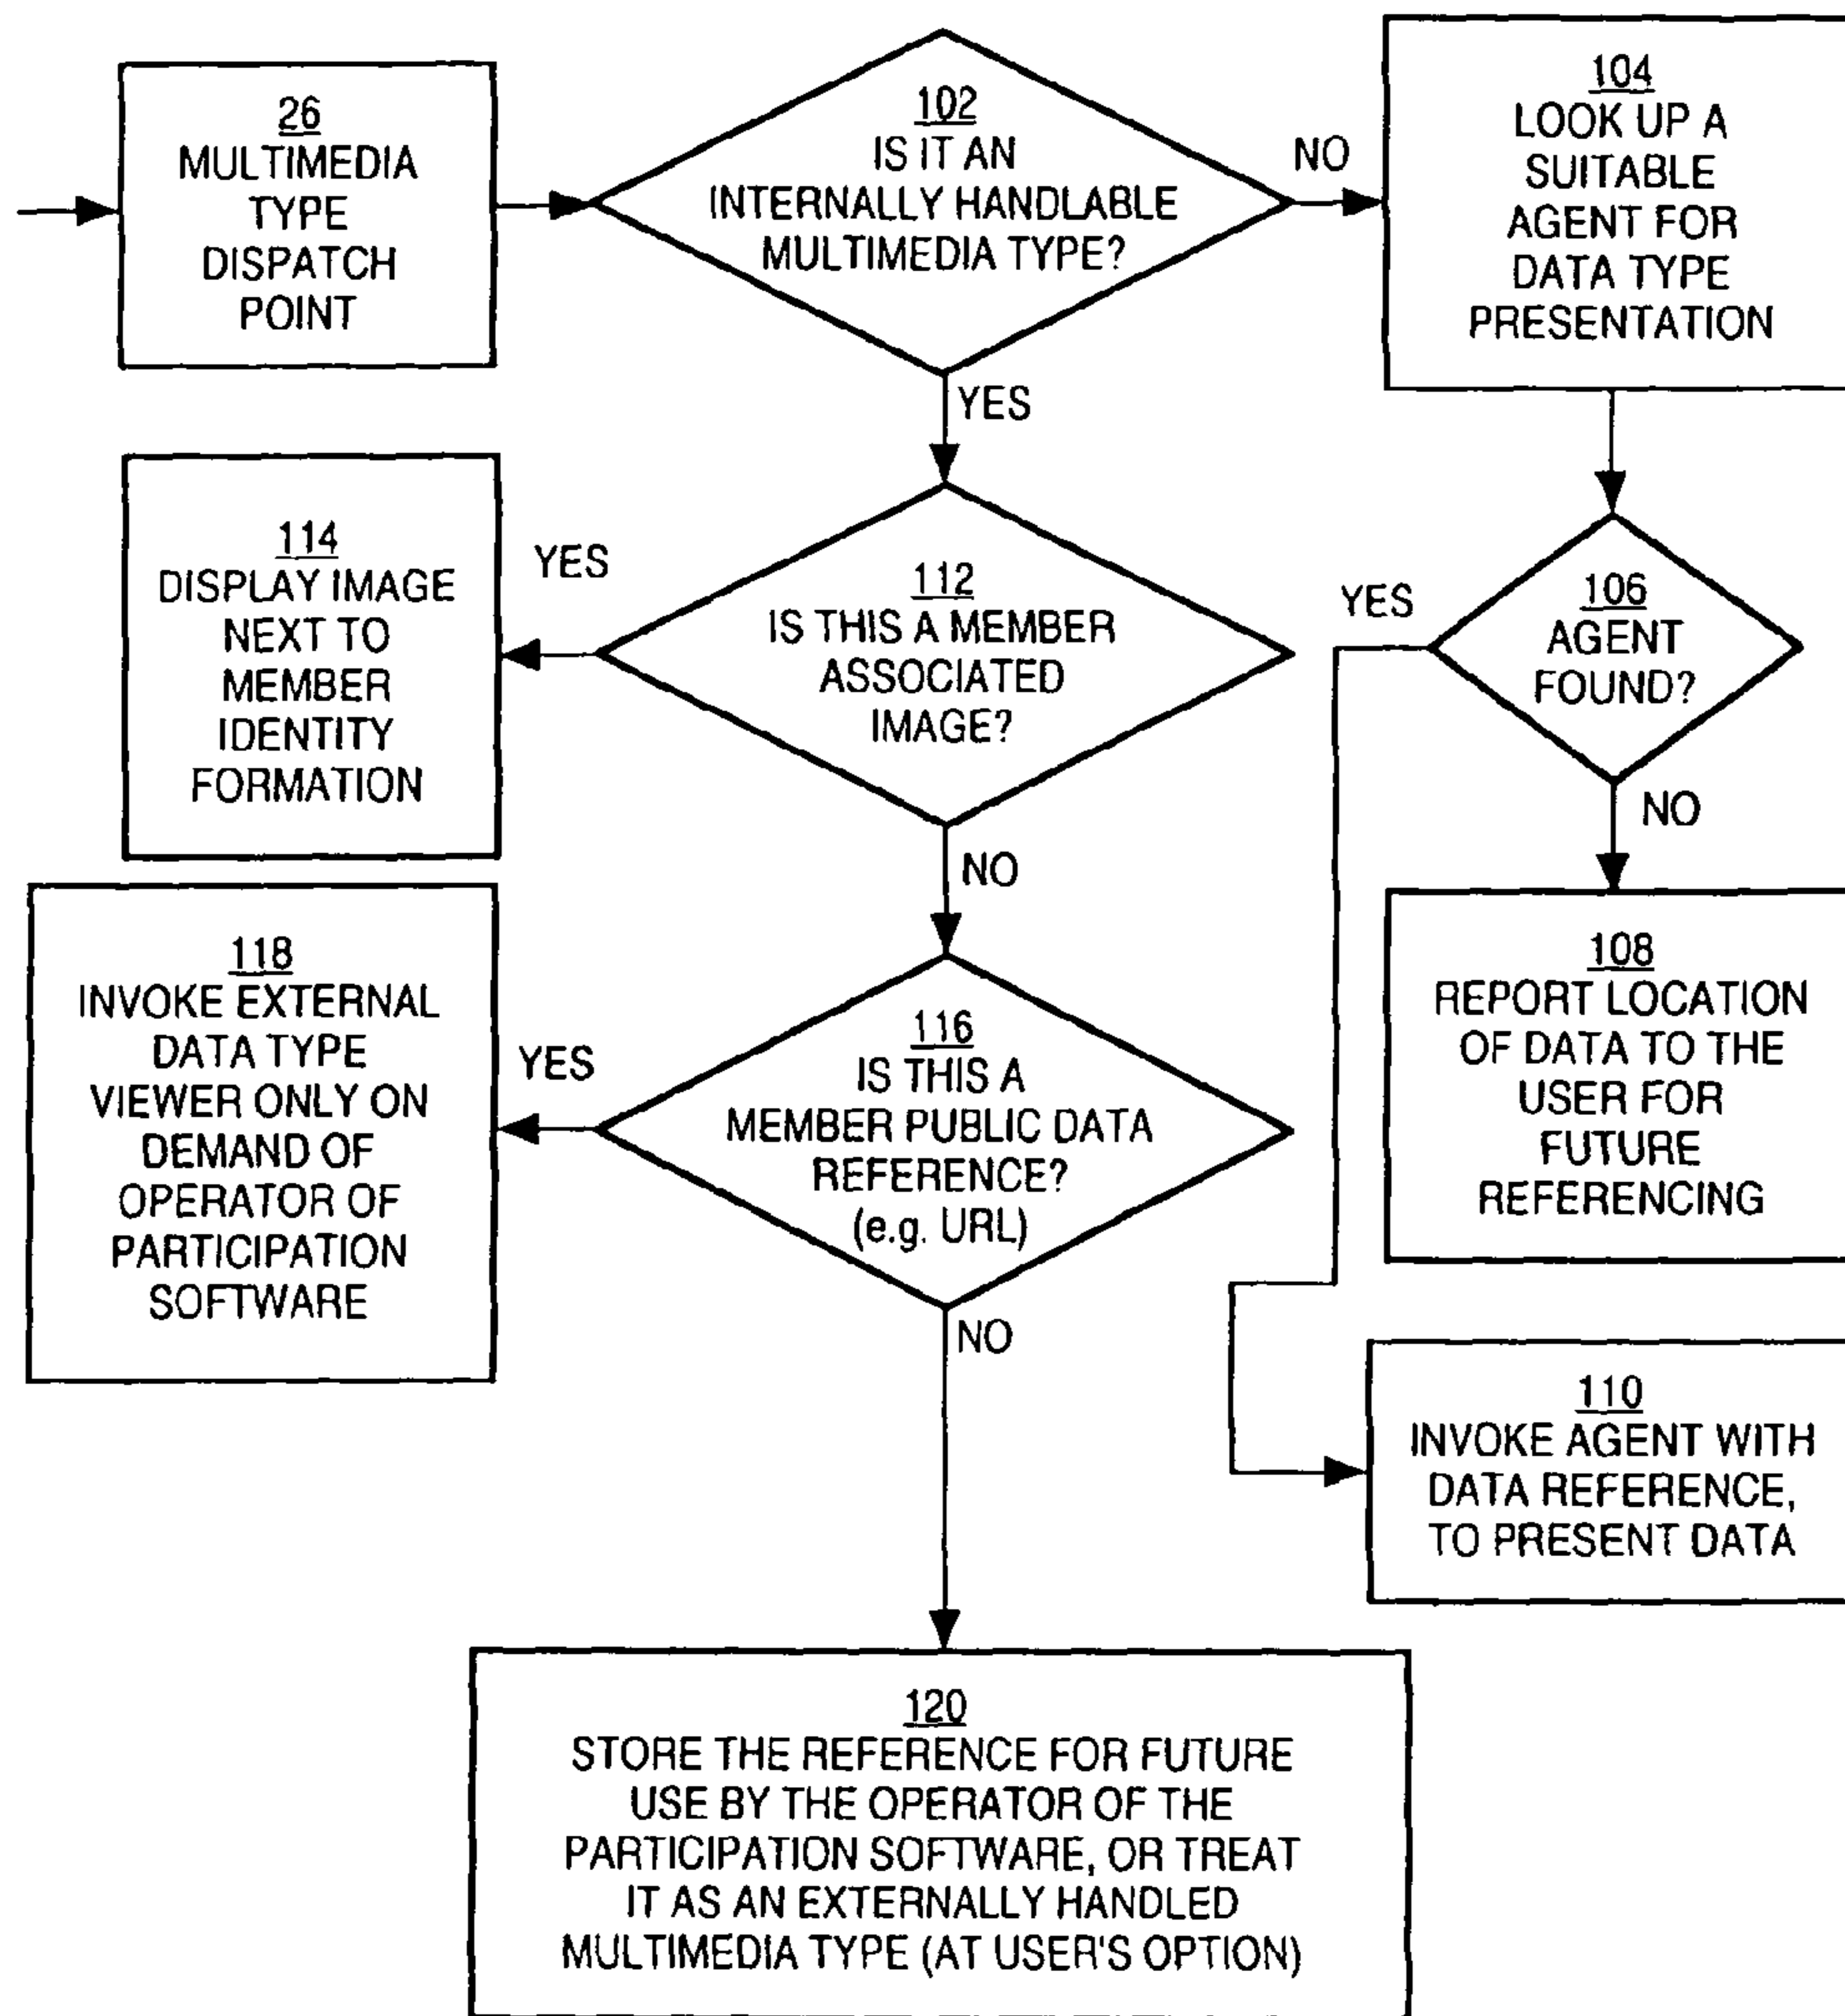 26
MULTIMEDIA
TYPE
DISPATCH
POINT
102
IS IT AN
INTERNALLY HANDLABLE
MULTIMEDIA TYPE?
NO
104
LOOK UP A
SUITABLE
AGENT FOR
DATA TYPE
PRESENTATION
YES
114
DISPLAY IMAGE
NEXT TO
MEMBER
IDENTITY
FORMATION
YES
112
IS THIS A MEMBER
ASSOCIATED
IMAGE?
YES
106
AGENT
FOUND?
NO
NO
118
INVOKE EXTERNAL
DATA TYPE
VIEWER ONLY ON
DEMAND OF
OPERATOR OF
PARTICIPATION
SOFTWARE
YES
116
IS THIS A
MEMBER PUBLIC DATA
REFERENCE?
(e.g. URL)
108
REPORT LOCATION
OF DATA TO THE
USER FOR
FUTURE
REFERENCING
NO
110
INVOKE AGENT WITH
DATA REFERENCE,
TO PRESENT DATA
120
STORE THE REFERENCE FOR FUTURE
USE BY THE OPERATOR OF THE
PARTICIPATION SOFTWARE, OR TREAT
IT AS AN EXTERNALLY HANDLED
MULTIMEDIA TYPE (AT USER'S OPTION)